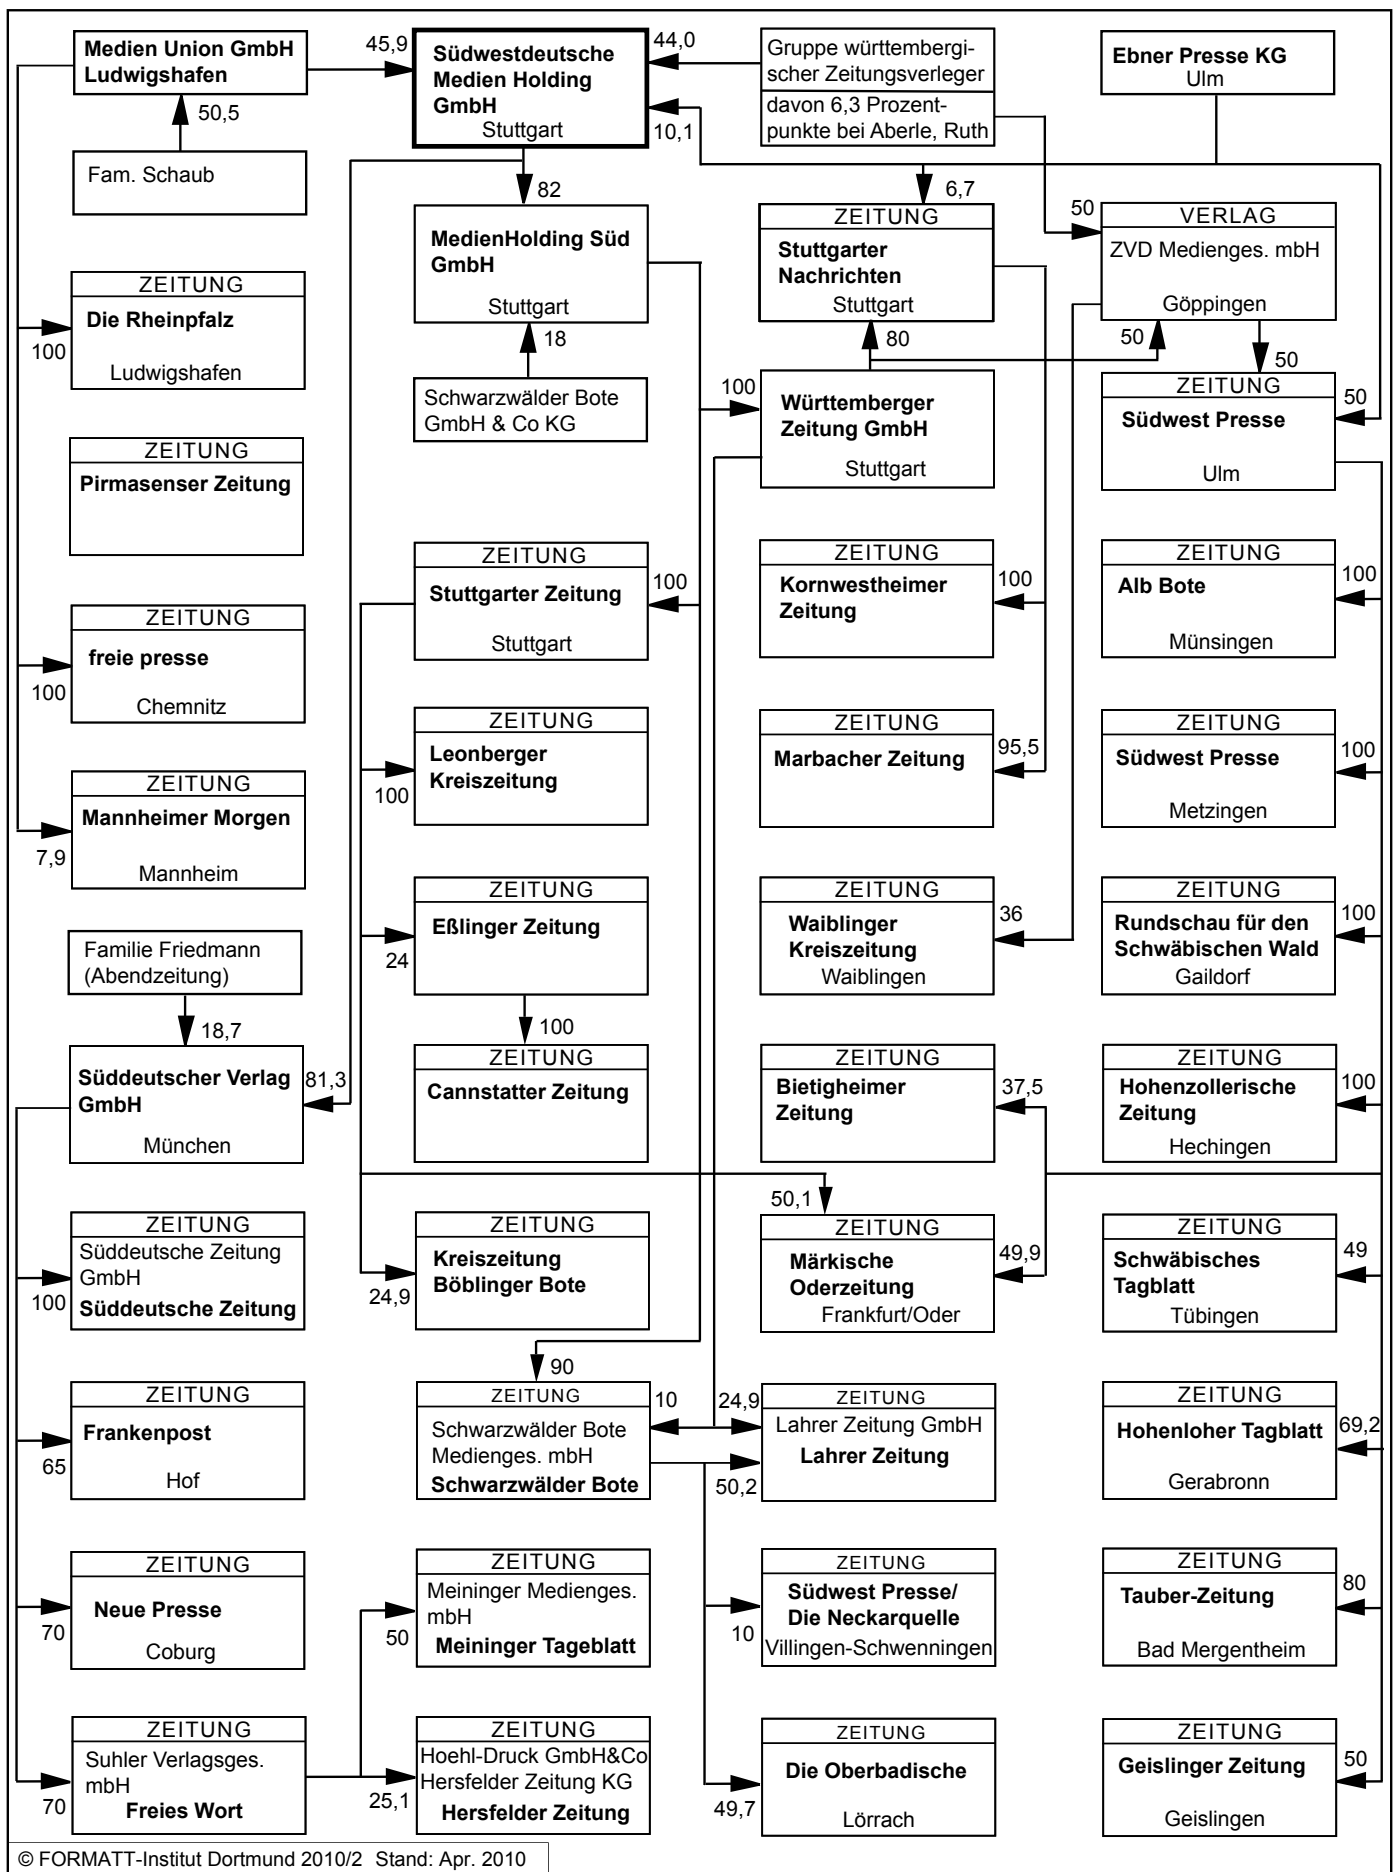 Medien Union GmbH
Ludwigshafen
45,9
Südwestdeutsche
Medien Holding
GmbH
Stuttgart
44,0
10,1
Gruppe württembergi-
scher Zeitungsverleger
davon 6,3 Prozent-
punkte bei Aberle, Ruth
Ebner Presse KG
Ulm
50,5
Fam. Schaub
82
6,7
50
MedienHolding Süd
GmbH
Stuttgart
ZEITUNG
Stuttgarter
Nachrichten
Stuttgart
VERLAG
ZVD Medienges. mbH
Göppingen
ZEITUNG
Die Rheinpfalz
Ludwigshafen
100
18
80
50
50
Schwarzwälder Bote
GmbH & Co KG
100
Württemberger
Zeitung GmbH
Stuttgart
ZEITUNG
Südwest Presse
Ulm
50
ZEITUNG
Pirmasenser Zeitung
ZEITUNG
Stuttgarter Zeitung
Stuttgart
100
ZEITUNG
Kornwestheimer
Zeitung
100
ZEITUNG
Alb Bote
Münsingen
100
ZEITUNG
freie presse
Chemnitz
100
ZEITUNG
Leonberger
Kreiszeitung
100
ZEITUNG
Marbacher Zeitung
95,5
ZEITUNG
Südwest Presse
Metzingen
100
ZEITUNG
Mannheimer Morgen
Mannheim
7,9
ZEITUNG
Eßlinger Zeitung
24
ZEITUNG
Waiblinger
Kreiszeitung
Waiblingen
36
ZEITUNG
Rundschau für den
Schwäbischen Wald
Gaildorf
100
Familie Friedmann
(Abendzeitung)
18,7
100
Süddeutscher Verlag
GmbH
München
81,3
ZEITUNG
Cannstatter Zeitung
ZEITUNG
Bietigheimer
Zeitung
37,5
ZEITUNG
Hohenzollerische
Zeitung
Hechingen
100
50,1
ZEITUNG
Süddeutsche Zeitung
GmbH
Süddeutsche Zeitung
100
ZEITUNG
Kreiszeitung
Böblinger Bote
24,9
ZEITUNG
Märkische
Oderzeitung
Frankfurt/Oder
49,9
ZEITUNG
Schwäbisches
Tagblatt
Tübingen
49
90
ZEITUNG
Frankenpost
Hof
65
ZEITUNG
Schwarzwälder Bote
Medienges. mbH
Schwarzwälder Bote
10
24,9
50,2
ZEITUNG
Lahrer Zeitung GmbH
Lahrer Zeitung
ZEITUNG
Hohenloher Tagblatt
Gerabronn
69,2
ZEITUNG
Neue Presse
Coburg
70
ZEITUNG
Meininger Medienges.
mbH
Meininger Tageblatt
50
ZEITUNG
Südwest Presse/
Die Neckarquelle
Villingen-Schwenningen
10
ZEITUNG
Tauber-Zeitung
Bad Mergentheim
80
ZEITUNG
Suhler Verlagsges.
mbH
Freies Wort
70
ZEITUNG
Hoehl-Druck GmbH&Co
Hersfelder Zeitung KG
Hersfelder Zeitung
25,1
ZEITUNG
Die Oberbadische
Lörrach
49,7
ZEITUNG
Geislinger Zeitung
Geislingen
50
© FORMATT-Institut Dortmund 2010/2 Stand: Apr. 2010